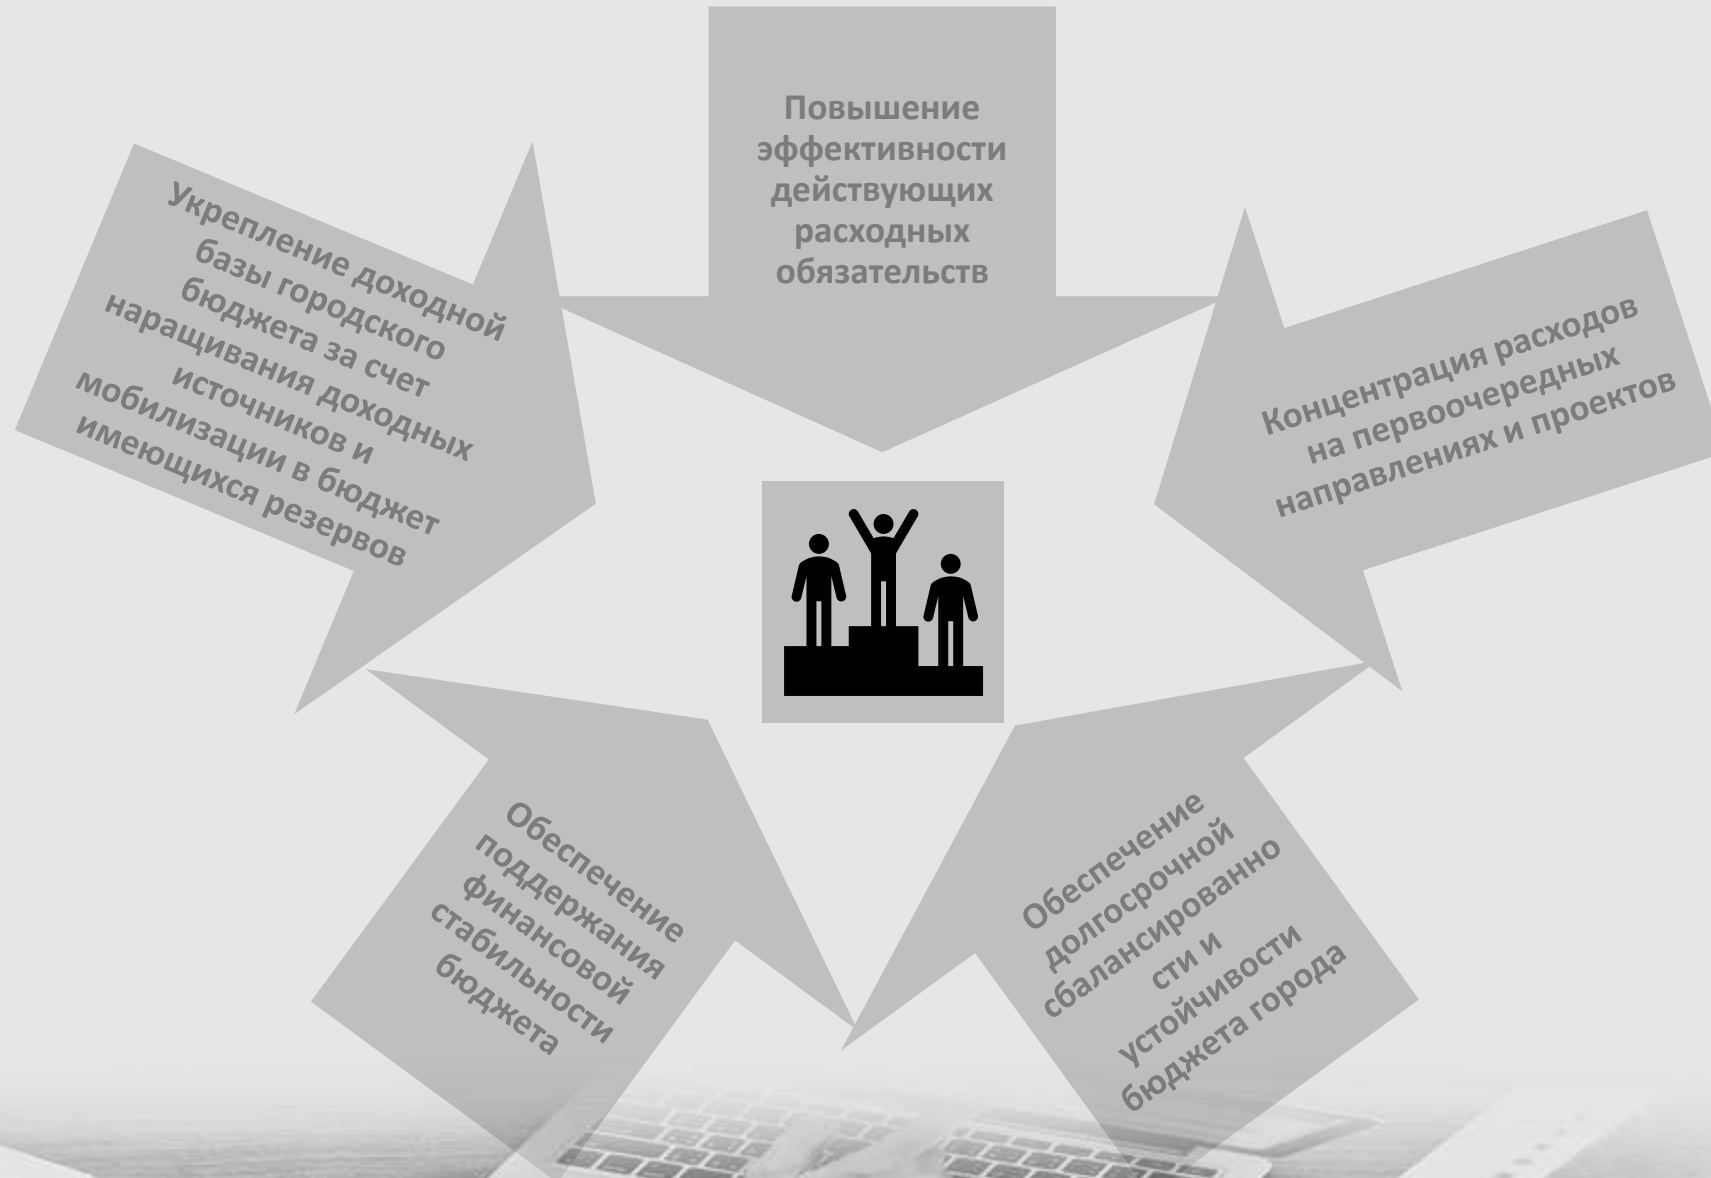 Повышение
эффективности
действующих
расходных
обязательств
Укрепление доходной
базы городского
бюджета за счет
наращивания доходных
источников и
мобилизации в бюджет
имеющихся резервов
Концентрация расходов
на первоочередных
направлениях и проектов
Обеспечение
поддержания
финансовой
стабильности
бюджета
Обеспечение
долгосрочной
сбалансированно
сти и
устойчивости
бюджета города